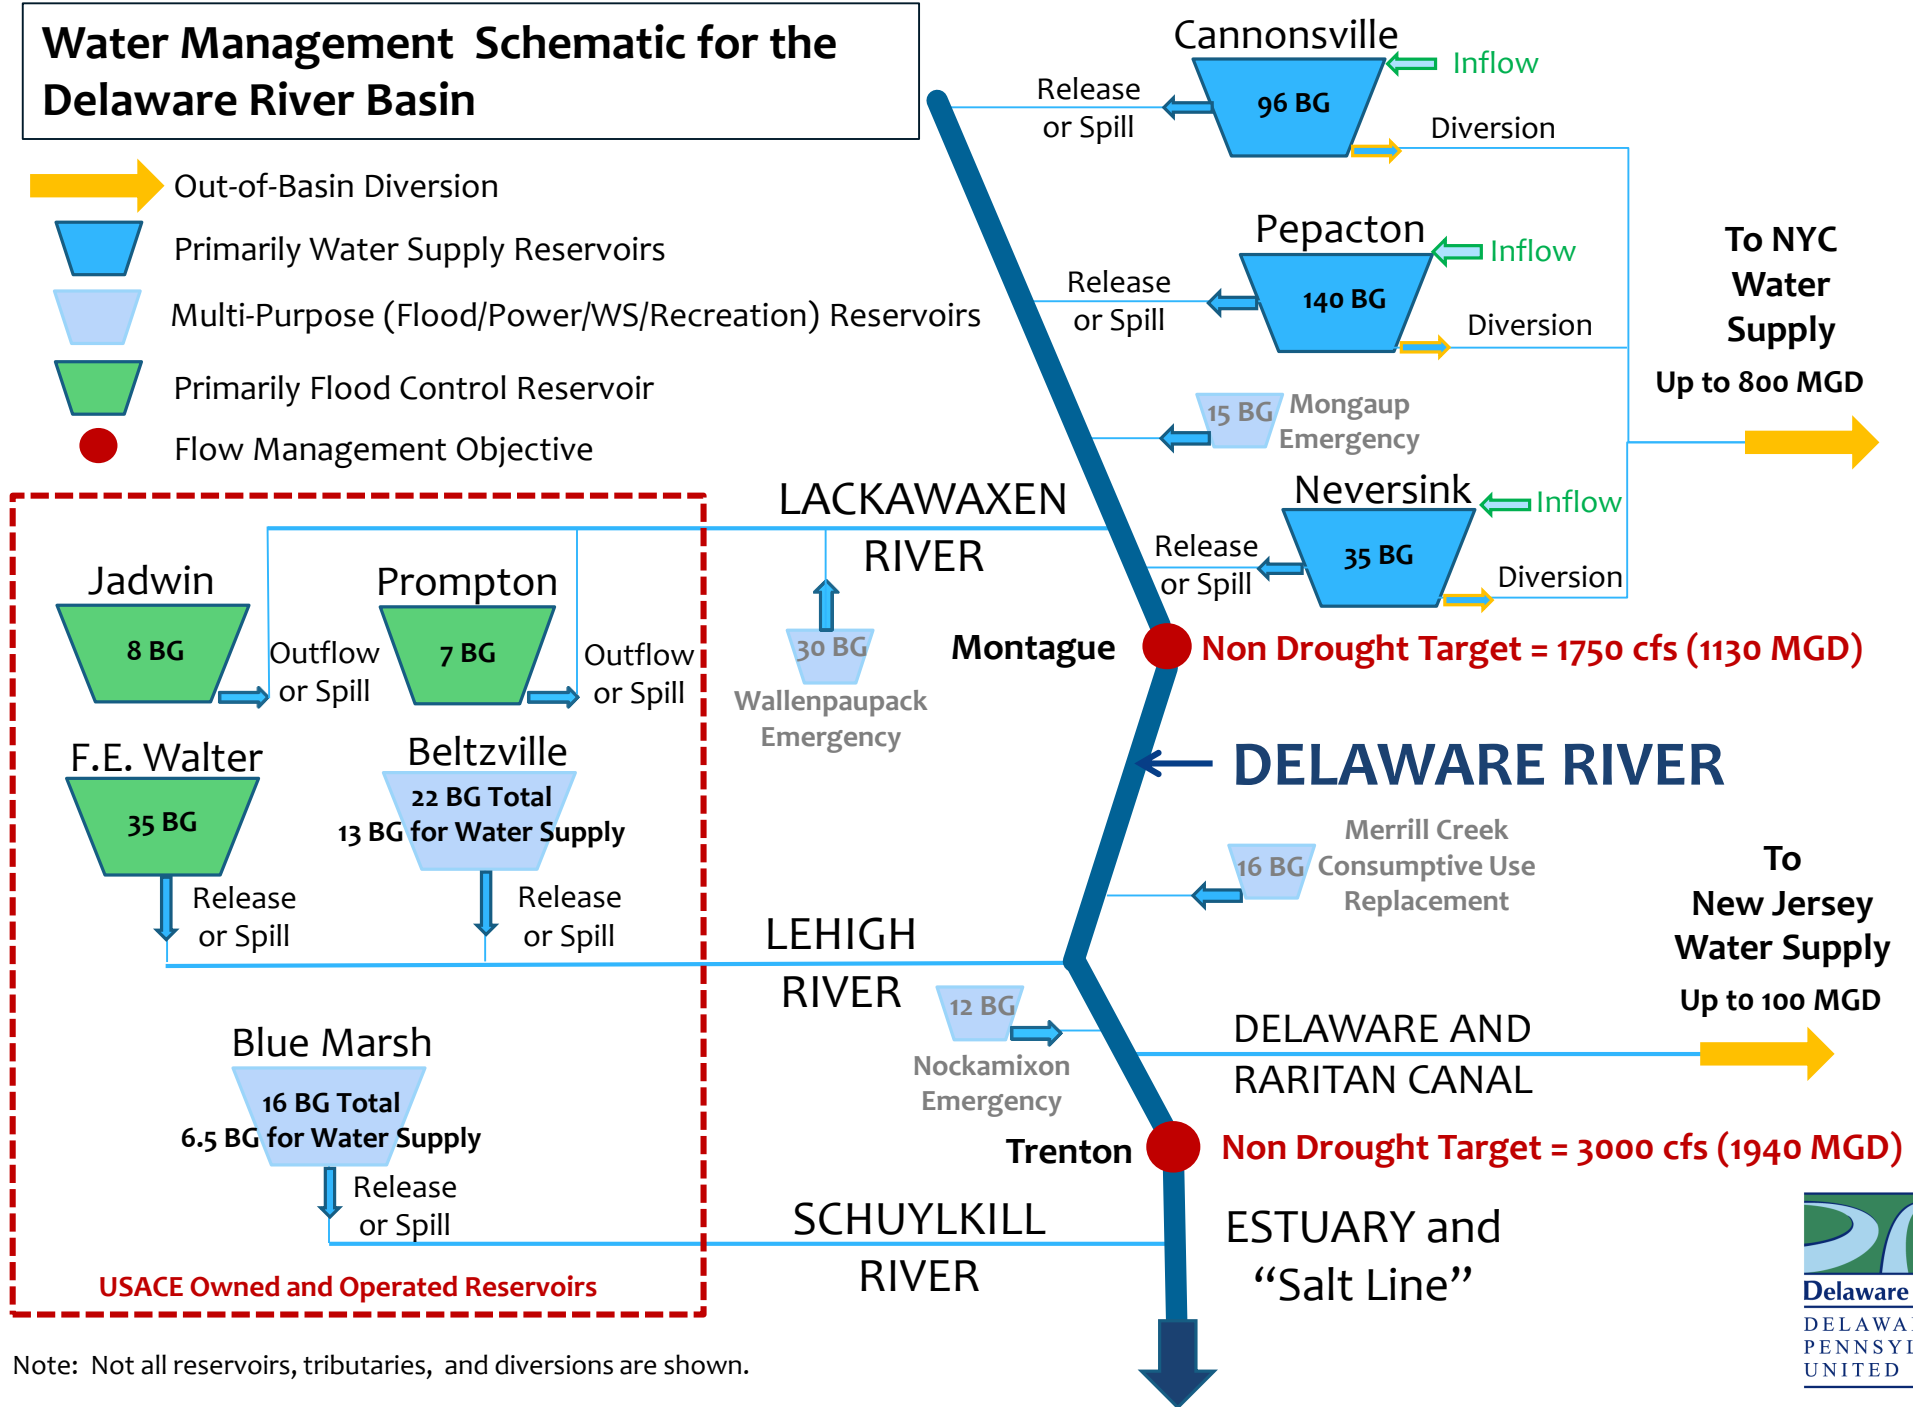 Water Management Schematic for the
Delaware River Basin
Out-of-Basin Diversion
Primarily Water Supply Reservoirs
Multi-Purpose (Flood/Power/WS/Recreation) Reservoirs
Primarily Flood Control Reservoir
Flow Management Objective
Cannonsville
Inflow
96 BG
Release
or Spill
Diversion
Pepacton
Inflow
140 BG
Release
or Spill
Diversion
To NYC
Water
Supply
Up to 800 MGD
15 BG
Mongaup
Emergency
Neversink
Inflow
35 BG
Release
or Spill
Diversion
LACKAWAXEN
RIVER
Jadwin
8 BG
Outflow
or Spill
Prompton
7 BG
Outflow
or Spill
30 BG
Wallenpaupack
Emergency
Montague
Non Drought Target = 1750 cfs (1130 MGD)
F.E. Walter
35 BG
Release
or Spill
Beltzville
22 BG Total
13 BG for Water Supply
Release
or Spill
DELAWARE RIVER
16 BG
Merrill Creek
Consumptive Use
Replacement
To
New Jersey
Water Supply
Up to 100 MGD
LEHIGH
RIVER
12 BG
Nockamixon
Emergency
DELAWARE AND
RARITAN CANAL
Blue Marsh
16 BG Total
6.5 BG for Water Supply
Release
or Spill
Trenton
Non Drought Target = 3000 cfs (1940 MGD)
SCHUYLKILL
RIVER
ESTUARY and
“Salt Line”
USACE Owned and Operated Reservoirs
Note: Not all reservoirs, tributaries, and diversions are shown.
Delaware
UNITED